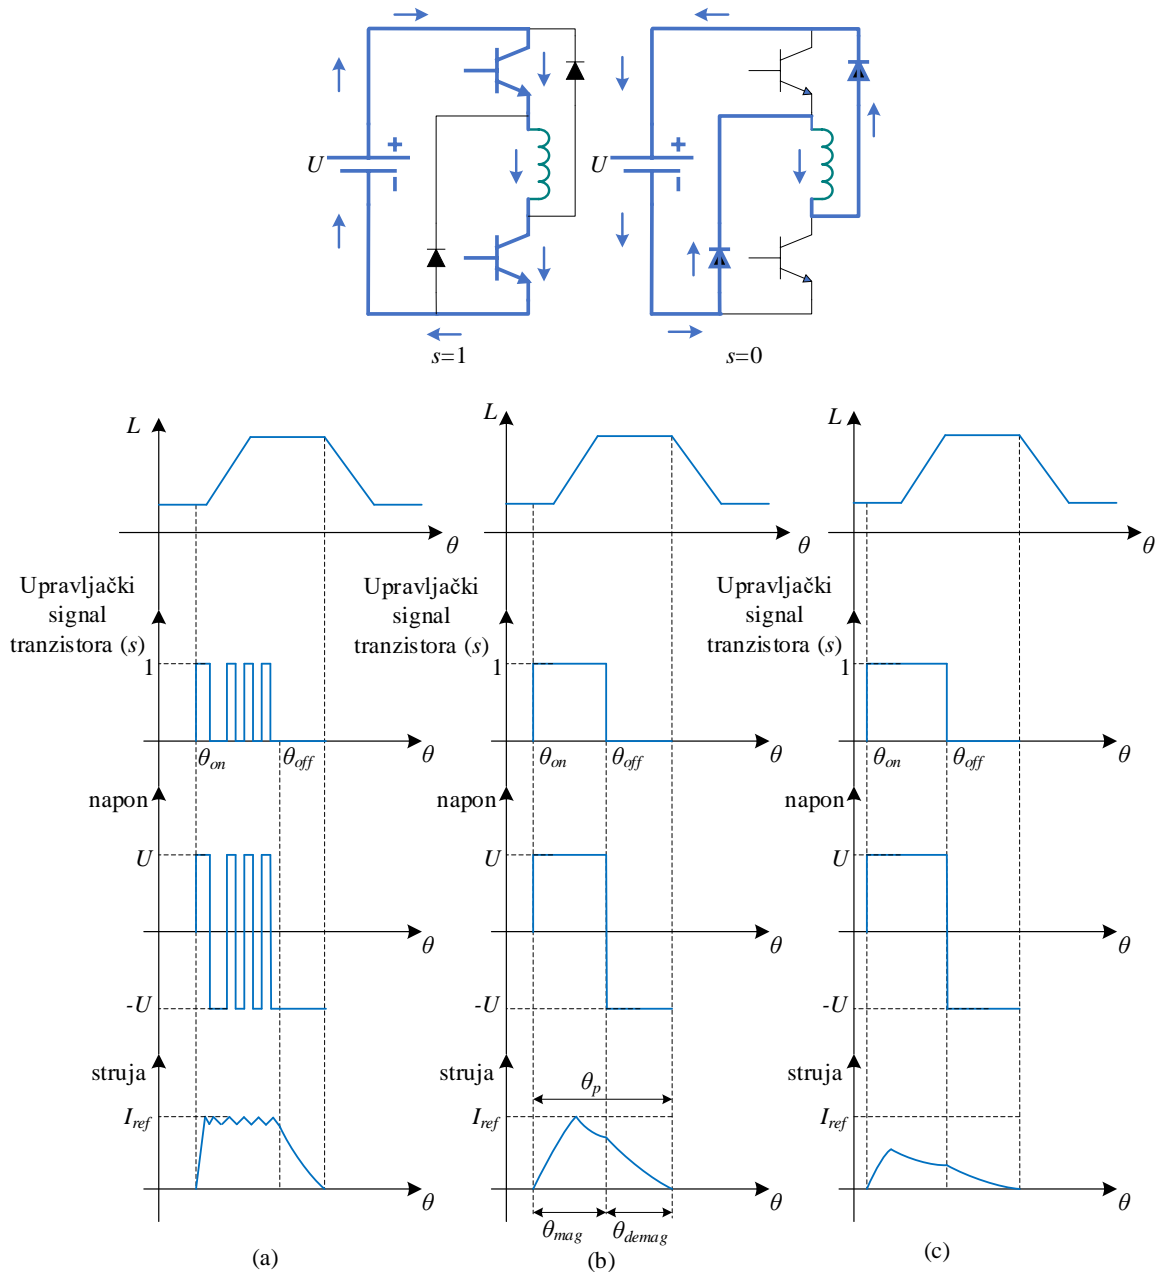 U
+
U
+
s=1
s=0
L
θ
L
θ
L
θ
Upravljački
signal
tranzistora (s)
1
θon
θoff
θ
Upravljački
signal
tranzistora (s)
1
θon
θoff
θ
Upravljački
signal
tranzistora (s)
1
θon
θoff
θ
napon
U
-U
θ
napon
U
-U
θ
napon
U
-U
θ
struja
Iref
θ
struja
Iref
θp
θ
θmag
θdemag
struja
Iref
θ
(a)
(b)
(c)